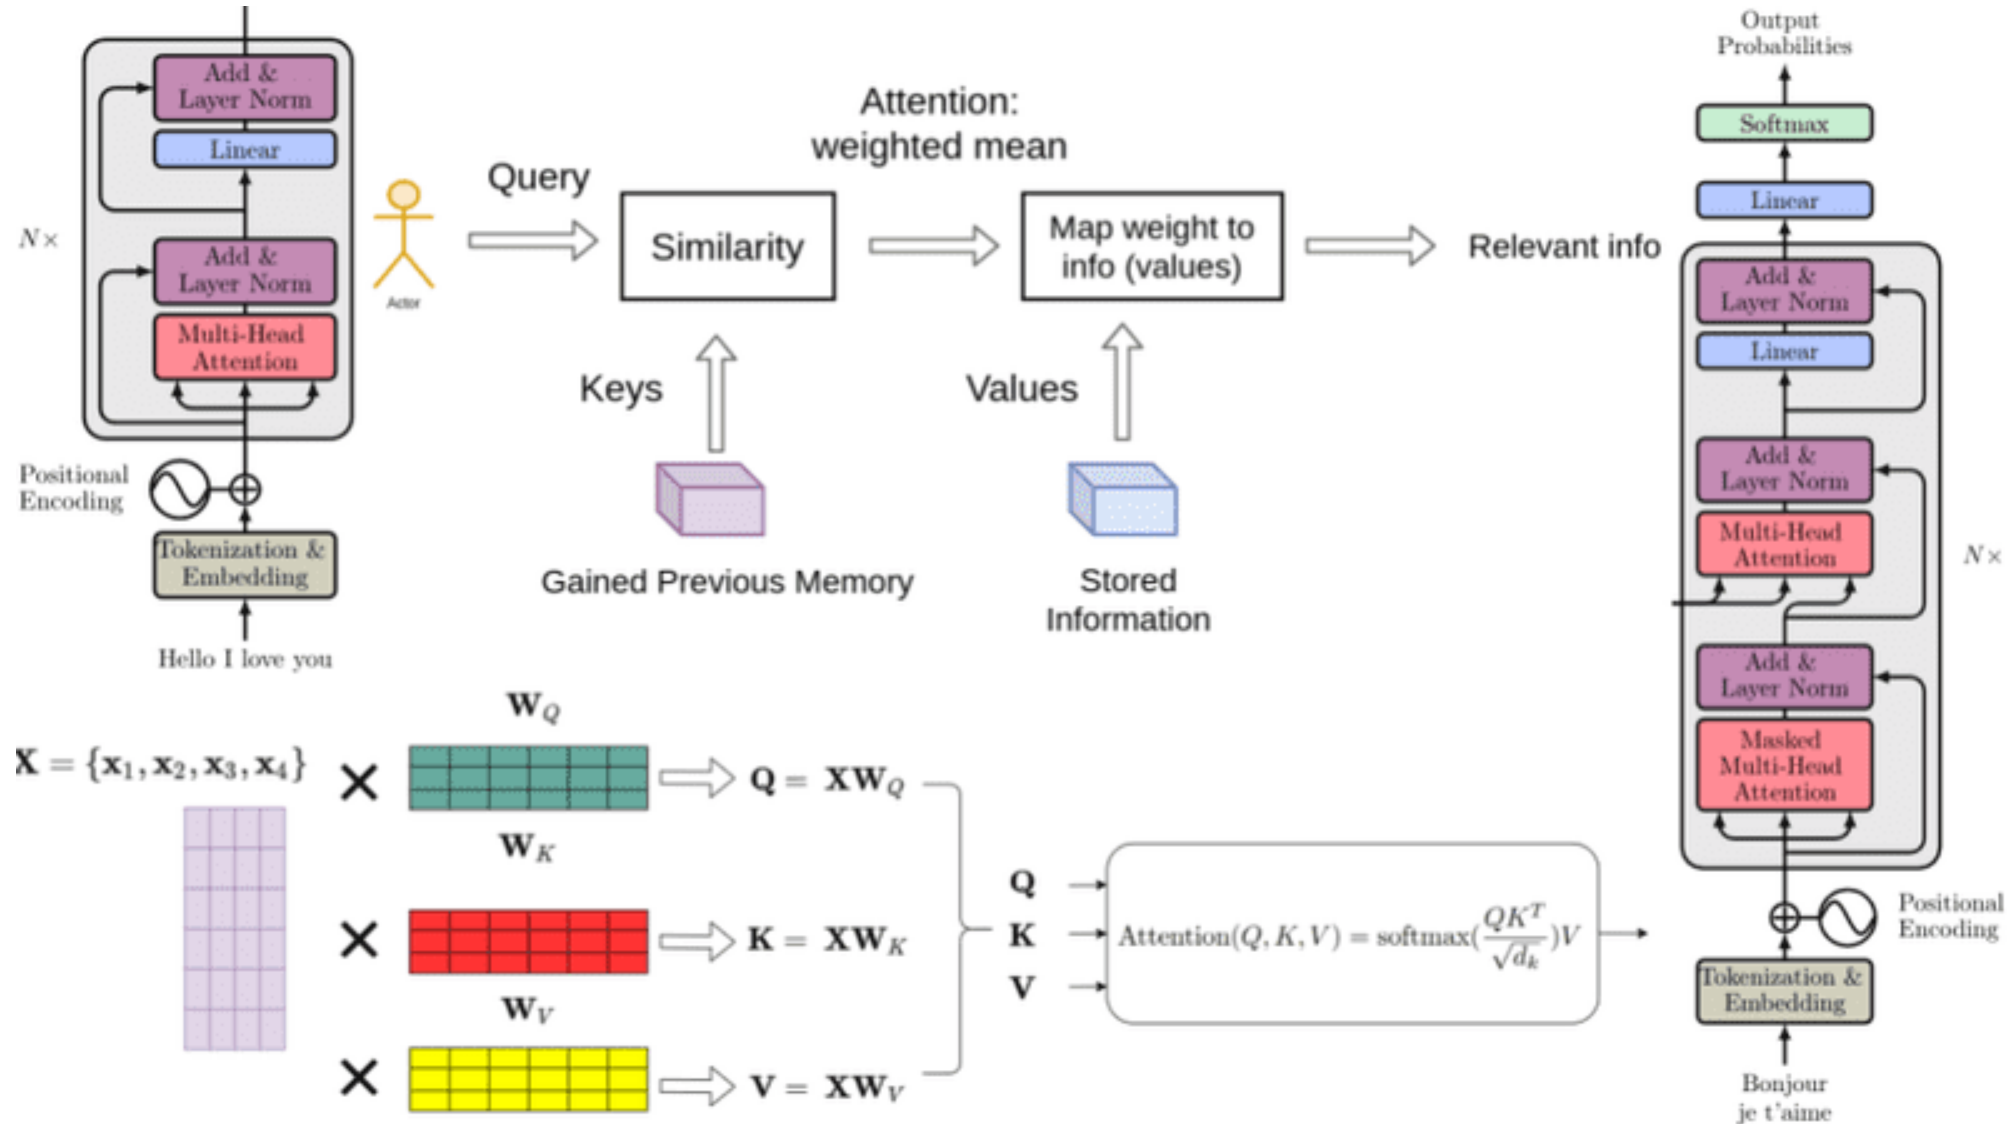 Add &
Layer Norm
Linear
N×
Add &
Layer Norm
Multi-Head
Attention
Positional
Encoding
Tokenization &
Embedding
Hello I love you
Actor
Query
Attention:
weighted mean
Similarity
Map weight to
info (values)
Relevant info
Keys
Values
Gained Previous Memory
Stored
Information
X = {x₁, x₂, x₃, x₄}
W_Q
Q = XW_Q
W_K
K = XW_K
W_V
V = XW_V
Q
K
V
Attention(Q, K, V) = softmax(QK^T/√d_k)V
Output
Probabilities
Softmax
Linear
Add &
Layer Norm
Linear
Add &
Layer Norm
Multi-Head
Attention
N×
Add &
Layer Norm
Masked
Multi-Head
Attention
Positional
Encoding
Tokenization &
Embedding
Bonjour
je t'aime